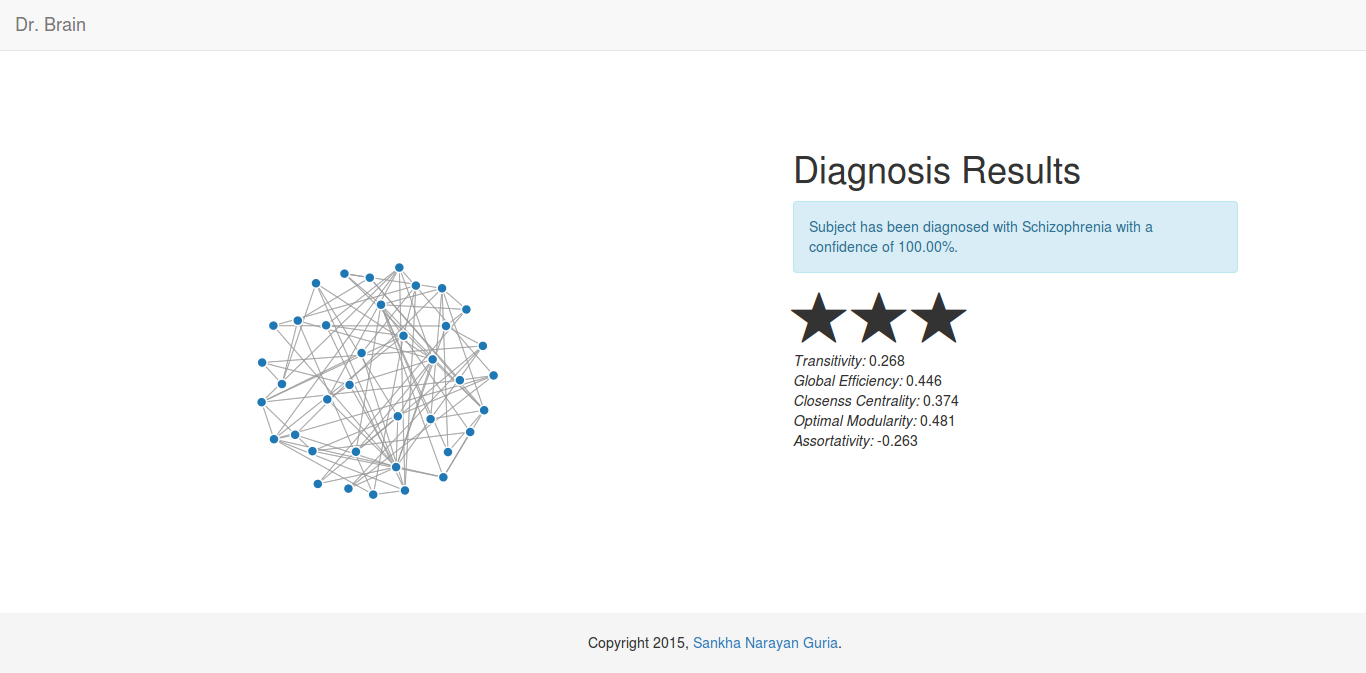 Dr. Brain
Diagnosis Results
Subject has been diagnosed with Schizophrenia with a
confidence of 100.00%.
Transitivity: 0.268
Global Efficiency: 0.446
Closenss Centrality: 0.374
Optimal Modularity: 0.481
Assortativity: -0.263
Copyright 2015, Sankha Narayan Guria.